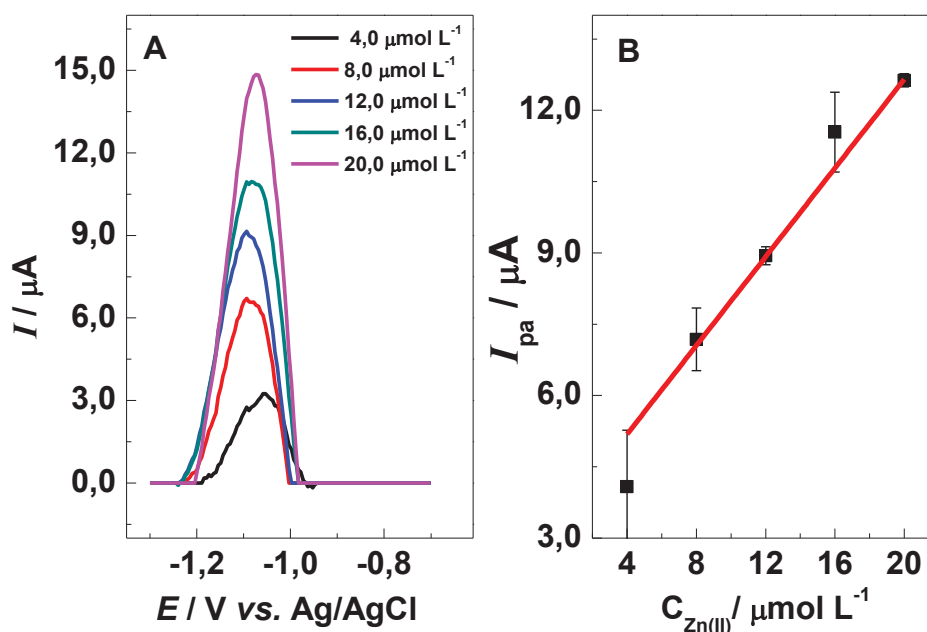 A
4,0 μmol L⁻¹
8,0 μmol L⁻¹
12,0 μmol L⁻¹
16,0 μmol L⁻¹
20,0 μmol L⁻¹
15,0
12,0
9,0
6,0
3,0
0,0
I / μA
-1,2 -1,0 -0,8
E / V vs. Ag/AgCl
B
12,0
9,0
6,0
3,0
I pa / μA
4 8 12 16 20
C Zn(II)/ μmol L⁻¹